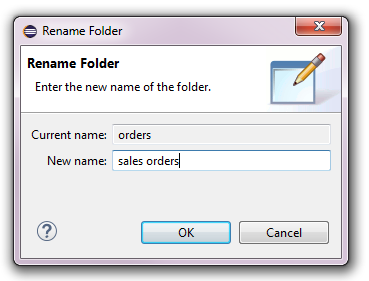 Rename Folder
Rename Folder
Enter the new name of the folder.
Current name: orders
New name: sales orders
? OK Cancel